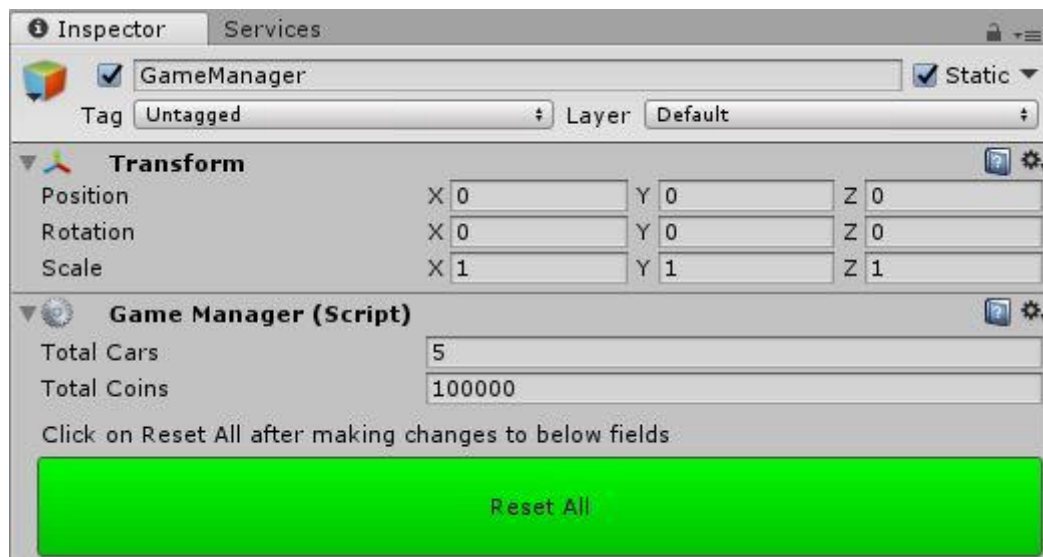 Inspector Services
GameManager Static
Tag Untagged Layer Default
Transform
Position X 0 Y 0 Z 0
Rotation X 0 Y 0 Z 0
Scale X 1 Y 1 Z 1
Game Manager (Script)
Total Cars 5
Total Coins 100000
Click on Reset All after making changes to below fields
Reset All